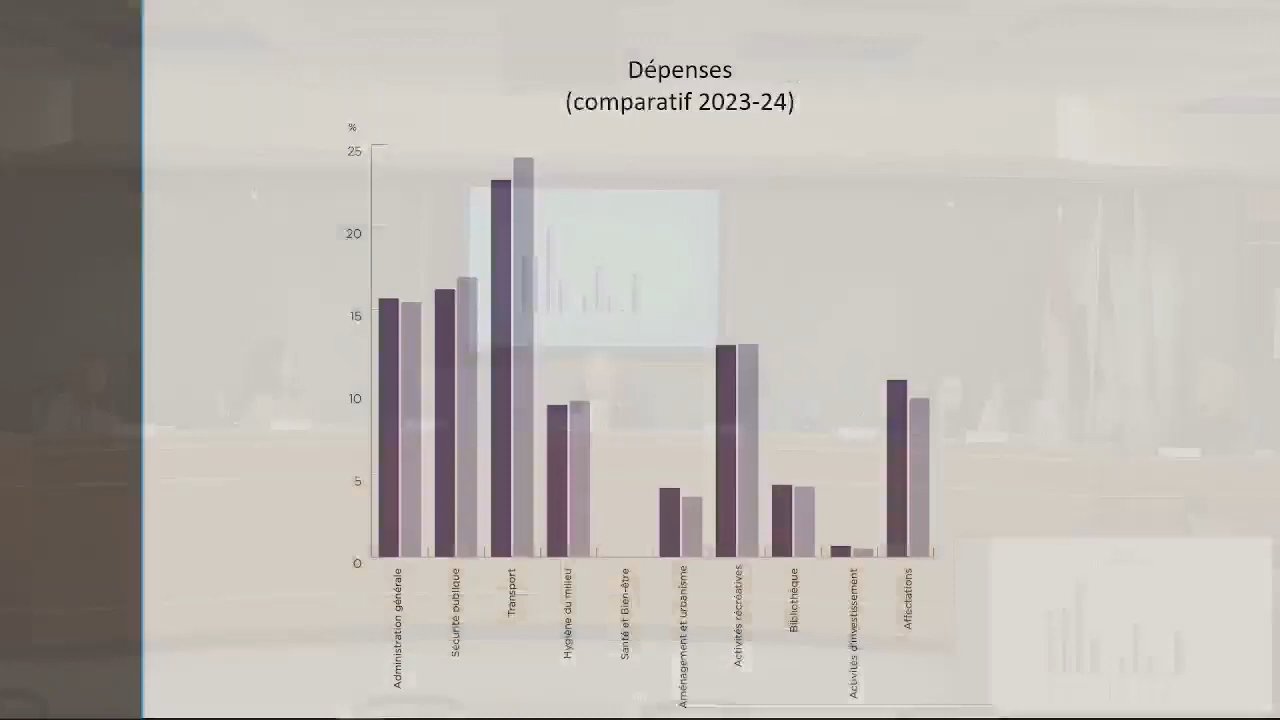 Dépenses
(comparatif 2023-24)
%
25
20
15
10
5
0
Administration générale
Sécurité publique
Transport
Hygiène du milieu
Santé et Bien-être
Aménagement et urbanisme
Activités récréatives
Bibliothèque
Activités d'investissement
Affectations